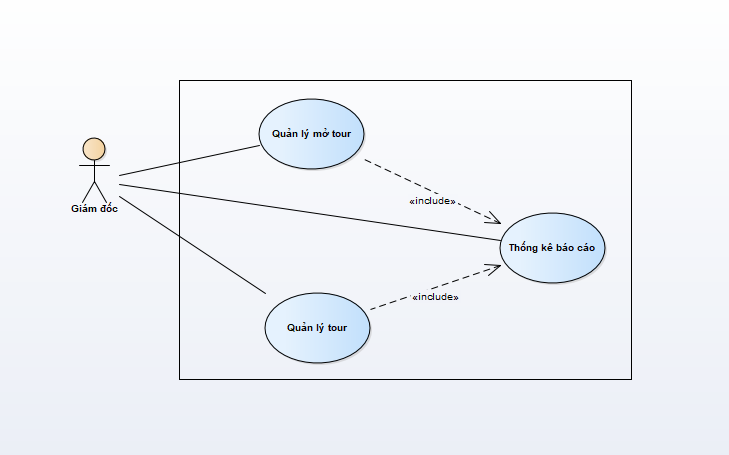 Quản lý mở tour
«include»
Giám đốc
Thống kê báo cáo
«include»
Quản lý tour